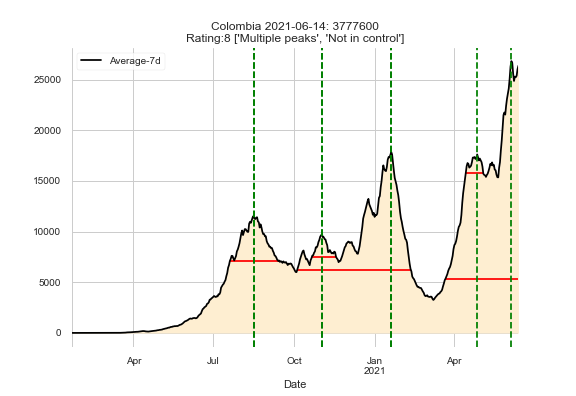 Colombia 2021-06-14: 3777600
Rating:8 ['Multiple peaks', 'Not in control']
Average-7d
25000
20000
15000
10000
5000
0
Apr Jul Oct Jan Apr
2021
Date